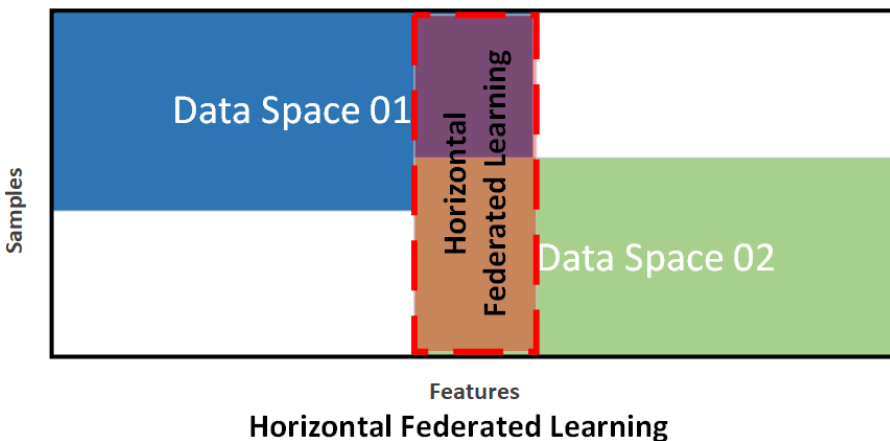 Data Space 01
Horizontal
Federated Learning
Samples
Data Space 02
Features
Horizontal Federated Learning